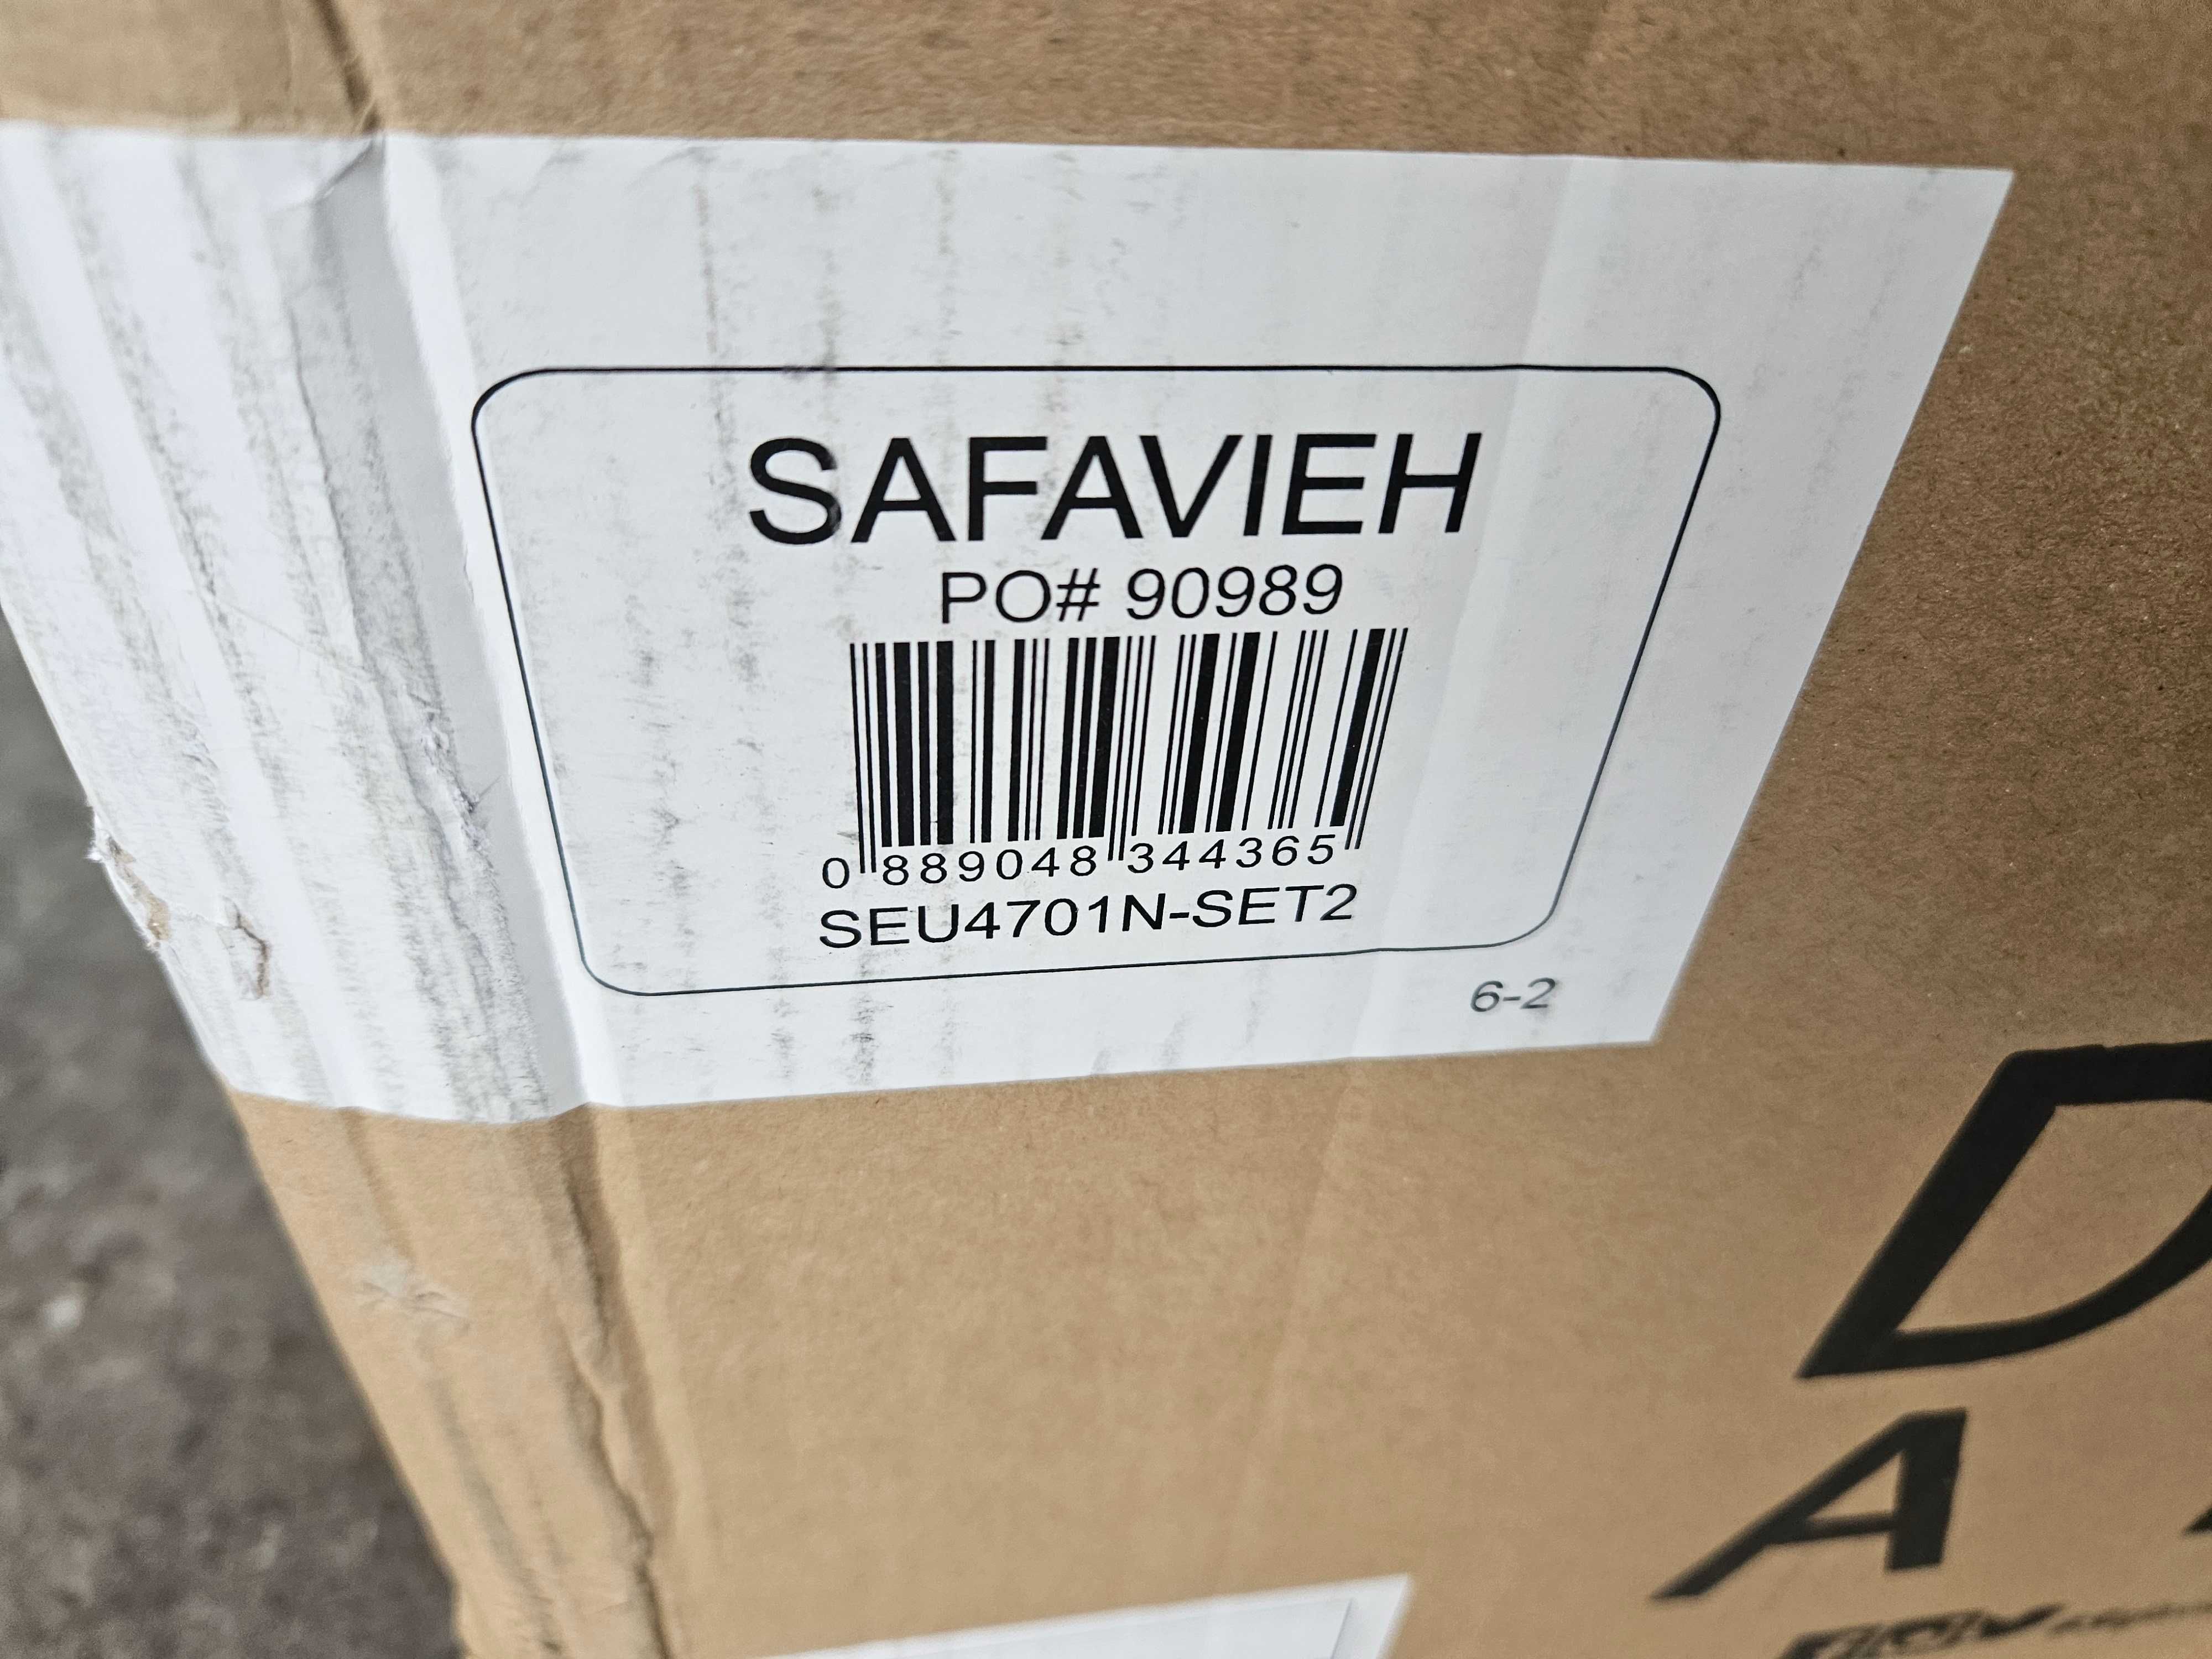 SAFAVIEH
PO# 90989
0 889048 344365
SEU4701N-SET2
6-2
D
A